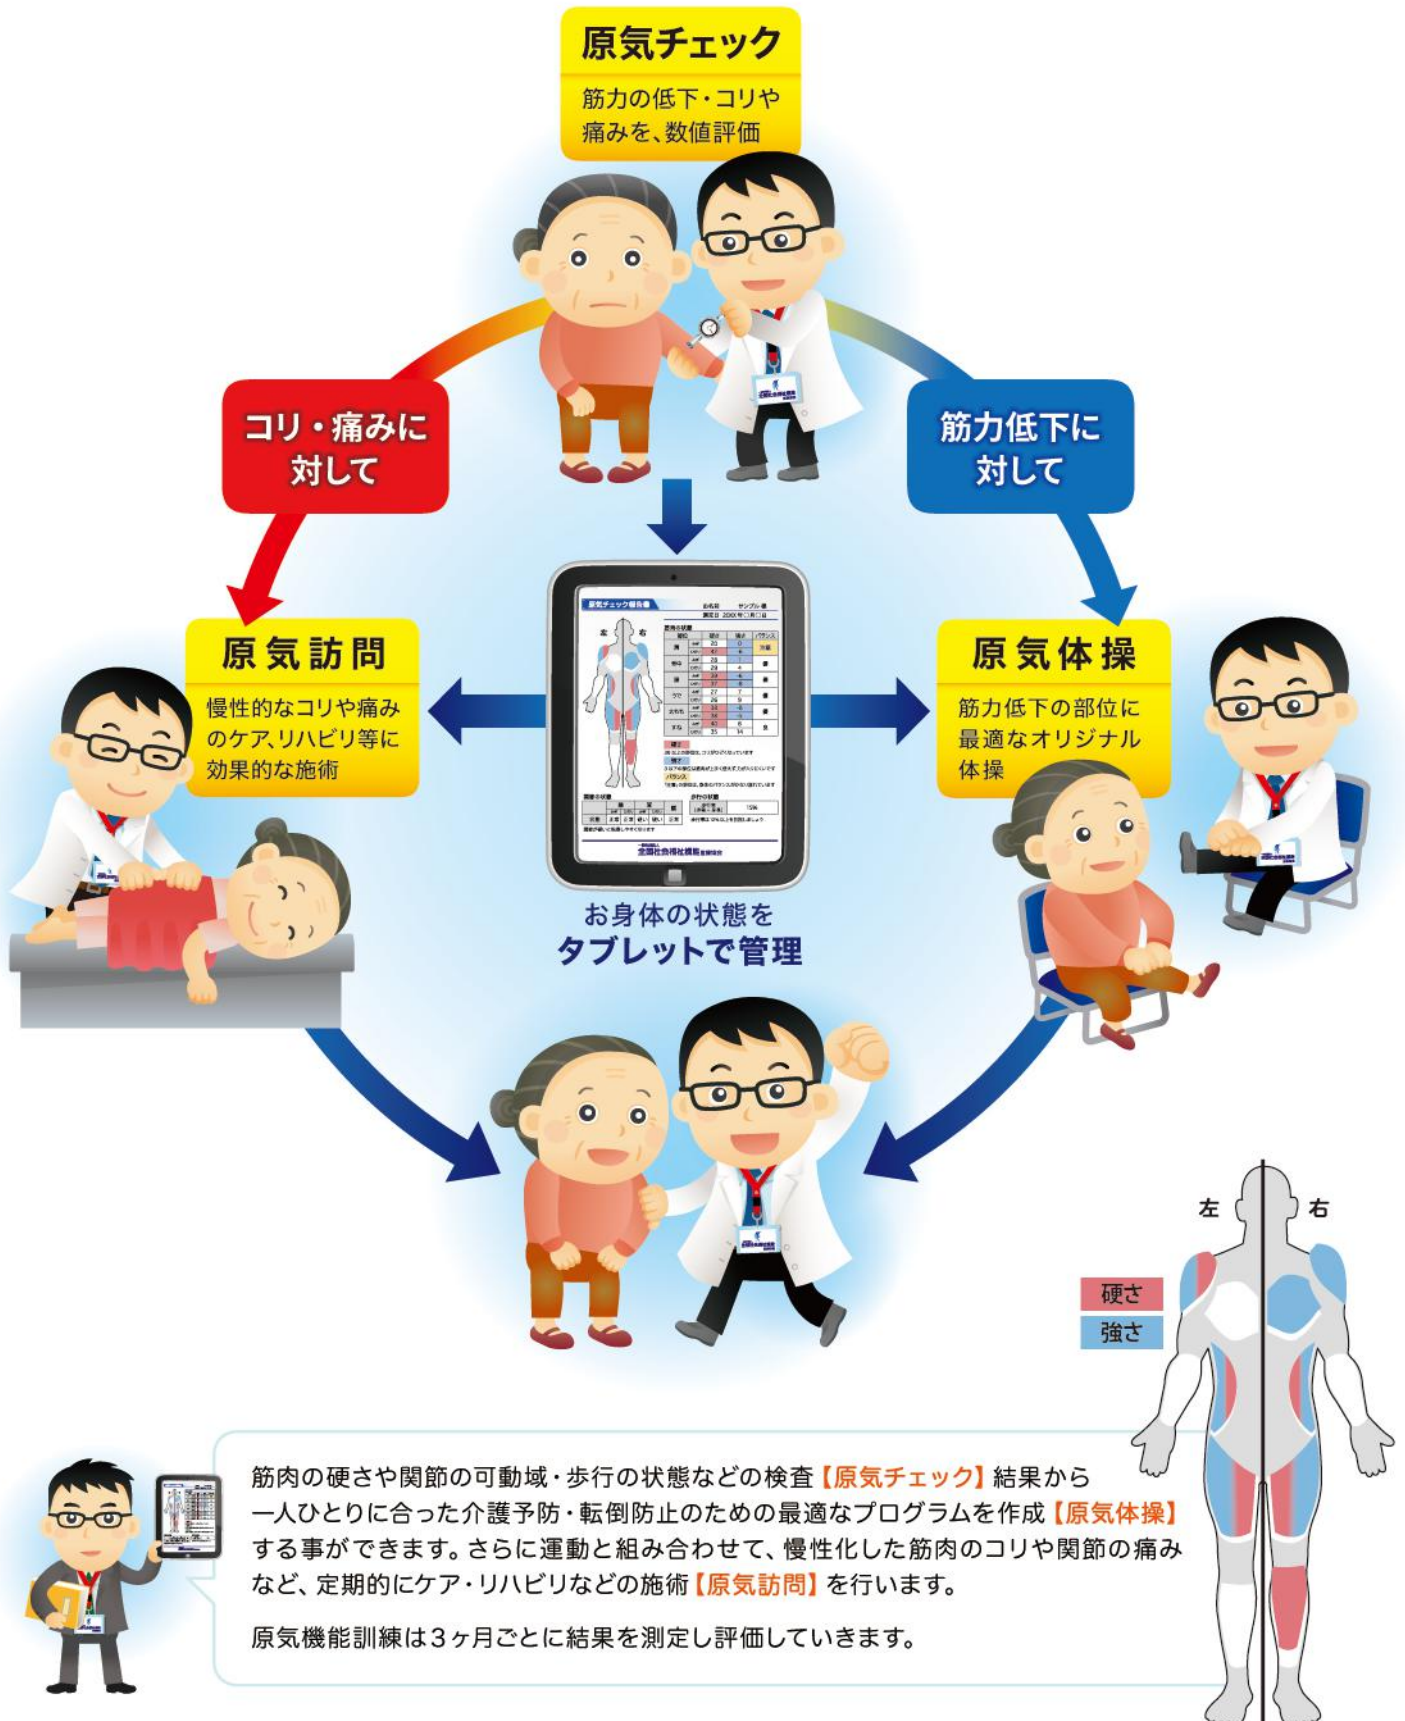 原気チェック
筋力の低下・コリや
痛みを、数値評価
コリ・痛みに
対して
筋力低下に
対して
原気訪問
慢性的なコリや痛み
のケア、リハビリ等に
効果的な施術
原気チェック報告書
左 右
原気体操
筋力低下の部位に
最適なオリジナル
体操
お身体の状態を
タブレットで管理
左 右
硬さ
強さ
筋肉の硬さや関節の可動域・歩行の状態などの検査【原気チェック】結果から
一人ひとりに合った介護予防・転倒防止のための最適なプログラムを作成【原気体操】
する事ができます。さらに運動と組み合わせて、慢性化した筋肉のコリや関節の痛み
など、定期的にケア・リハビリなどの施術【原気訪問】を行います。
原気機能訓練は3ヶ月ごとに結果を測定し評価していきます。